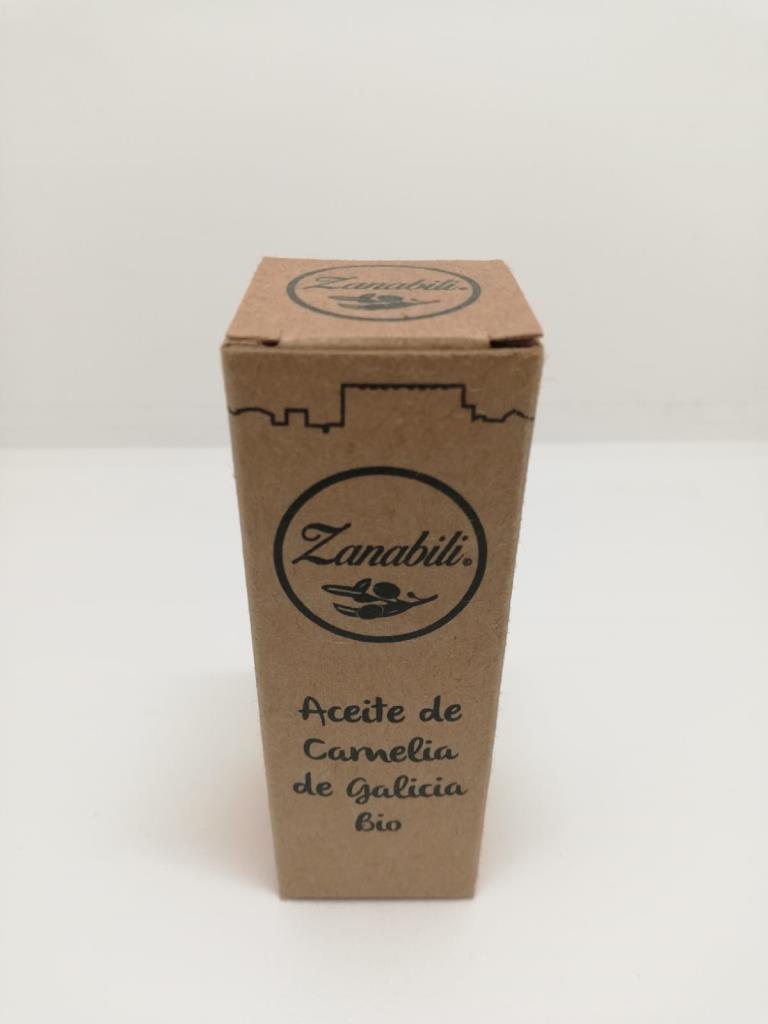 Zanabili®
Zanabili®
Aceite de
Camelia
de Galicia
Bio